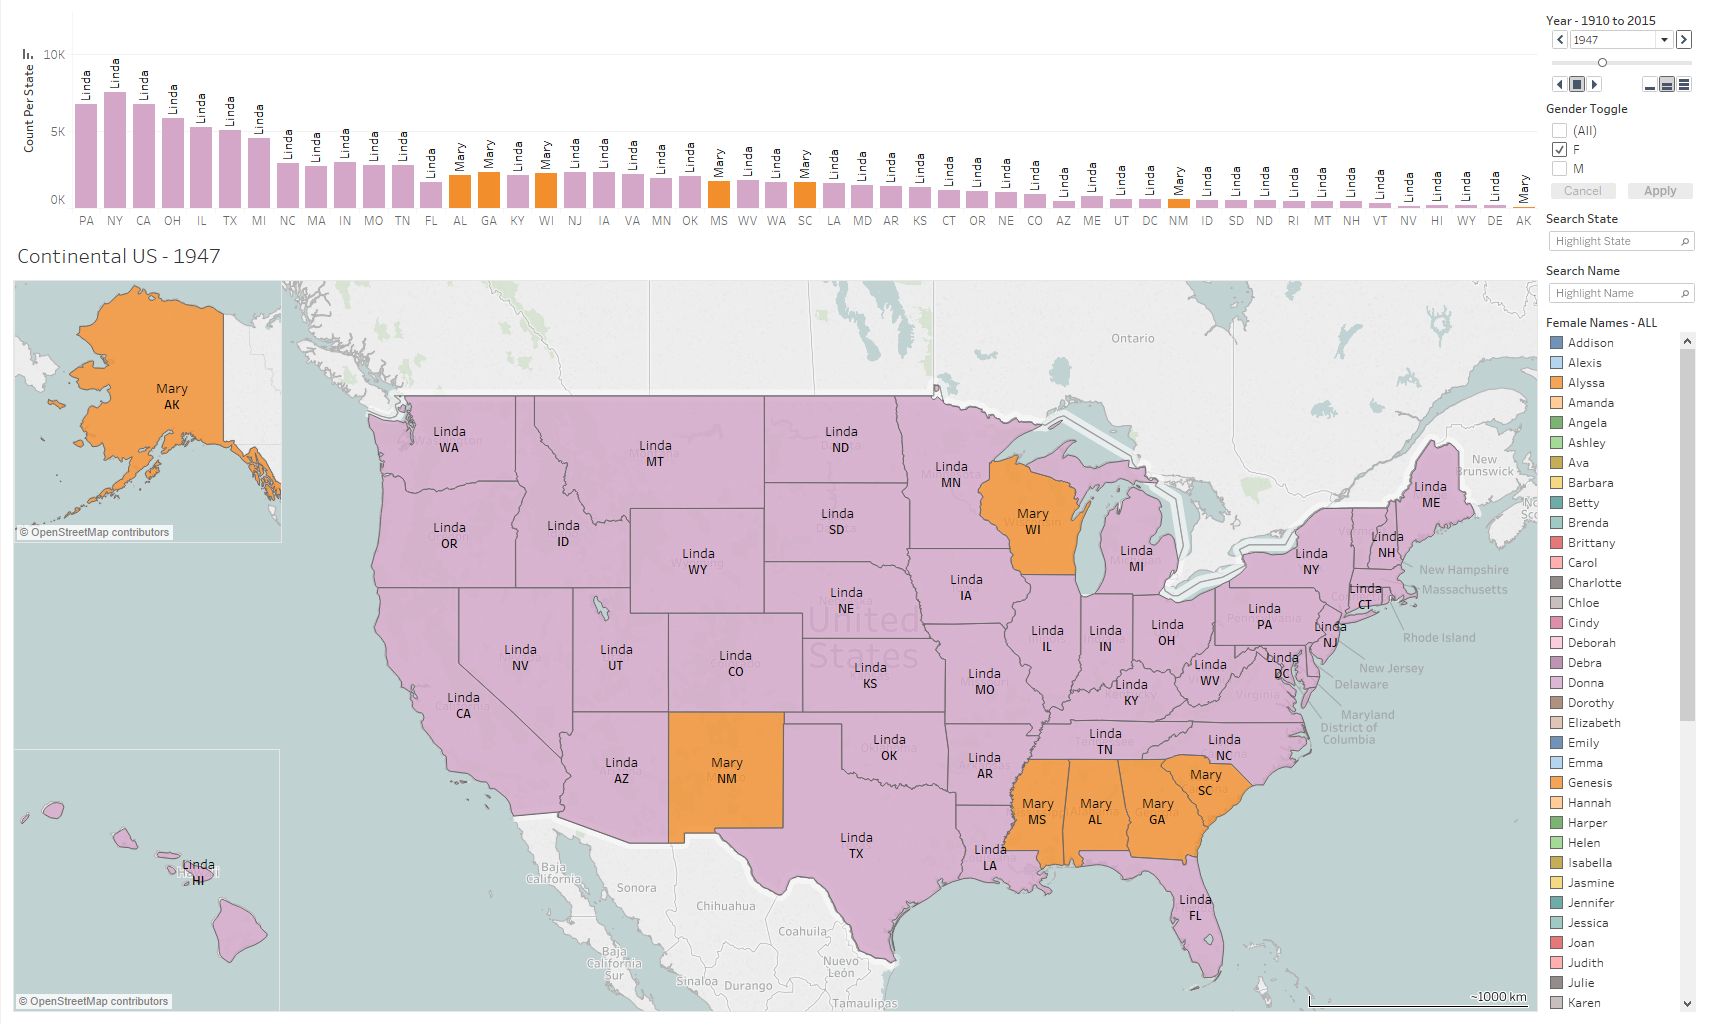 Count Per State
10K
5K
0K
Linda
Linda
Linda
Linda
Linda
Linda
Linda
Linda
Linda
Linda
Linda
Linda
Linda
Mary
Mary
Linda
Mary
Linda
Linda
Linda
Linda
Linda
Mary
Linda
Linda
Mary
Linda
Linda
Linda
Linda
Linda
Linda
Linda
Linda
Linda
Linda
Linda
Linda
Mary
Linda
Linda
Linda
Linda
Linda
Linda
Linda
Linda
Linda
Linda
Linda
Mary
PA NY CA OH IL TX MI NC MA IN MO TN FL AL GA KY WI NJ IA VA MN OK MS WV WA SC LA MD AR KS CT OR NE CO AZ ME UT DC NM ID SD ND RI MT NH VT NV HI WY DE AK
Continental US - 1947
Mary
AK
© OpenStreetMap contributors
Linda
HI
© OpenStreetMap contributors
Ontario
Linda
WA
Linda
MT
Linda
ND
Linda
MN
Linda
ME
New
Brunswick
Linda
OR
Linda
ID
Linda
SD
Mary
WI
Linda
MI
Linda
NH
Linda
NY
Linda
WY
New Hampshire
Massachusetts
Linda
IA
Linda
NE
Linda
CT
Linda
PA
United
States
Linda
IL
Linda
IN
Linda
OH
Linda
NJ
Rhode Island
Linda
NV
Linda
UT
Linda
CO
Linda
KS
Linda
MO
Linda
WV
Linda
DC
New Jersey
Delaware
Linda
KY
Linda
CA
Maryland
District of
Columbia
Linda
TN
Linda
NC
Linda
OK
Linda
AR
Linda
AZ
Mary
NM
Mary
SC
Mary
MS
Mary
AL
Mary
GA
Linda
TX
Linda
LA
Linda
FL
Baja
California
Sonora
Chihuahua
Coahuila
Baja
California
Sur
Sinaloa
Durango
Nuevo
León
Tamaulipas
~1000 km
Year - 1910 to 2015
1947
Gender Toggle
(All)
F
M
Cancel
Apply
Search State
Highlight State
Search Name
Highlight Name
Female Names - ALL
Addison
Alexis
Alyssa
Amanda
Angela
Ashley
Ava
Barbara
Betty
Brenda
Brittany
Carol
Charlotte
Chloe
Cindy
Deborah
Debra
Donna
Dorothy
Elizabeth
Emily
Emma
Genesis
Hannah
Harper
Helen
Isabella
Jasmine
Jennifer
Jessica
Joan
Judith
Julie
Karen